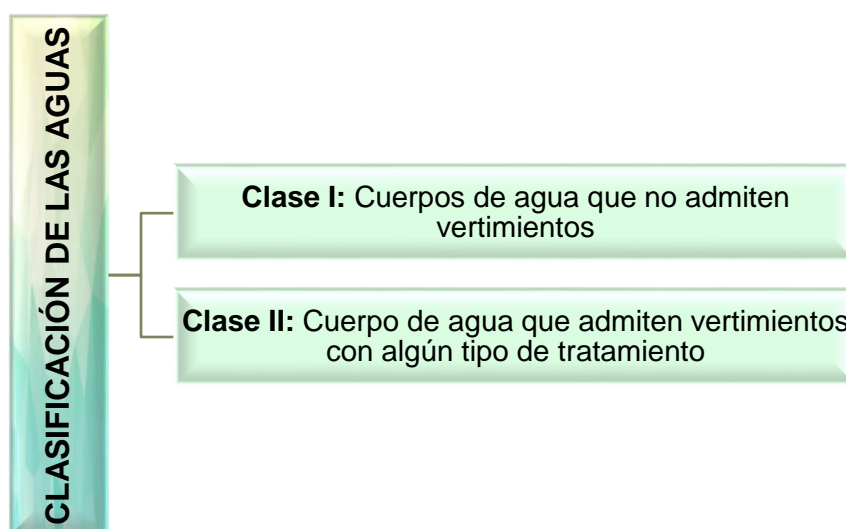 CLASIFICACIÓN DE LAS AGUAS
Clase I: Cuerpos de agua que no admiten
vertimientos
Clase II: Cuerpo de agua que admiten vertimientos
con algún tipo de tratamiento